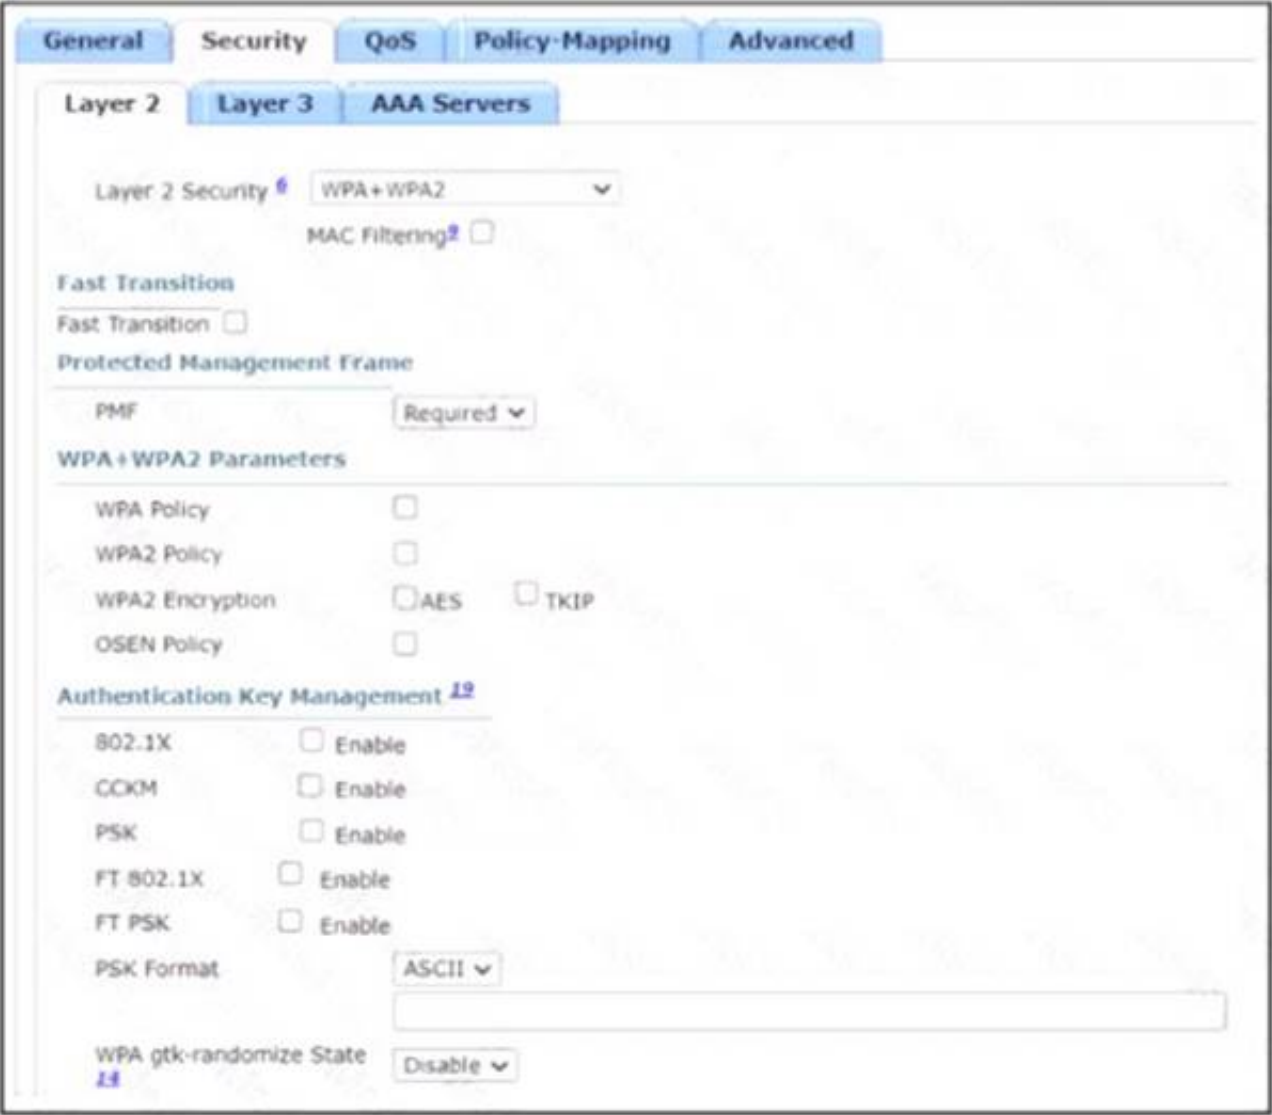 General Security QoS Policy-Mapping Advanced
Layer 2 Layer 3 AAA Servers
Layer 2 Security 6 WPA+WPA2
MAC Filtering 9
Fast Transition
Fast Transition
Protected Management Frame
PMF Required
WPA+WPA2 Parameters
WPA Policy
WPA2 Policy
WPA2 Encryption AES TKIP
OSEN Policy
Authentication Key Management 19
802.1X Enable
CCKM Enable
PSK Enable
FT 802.1X Enable
FT PSK Enable
PSK Format ASCII
WPA gtk-randomize State Disable
14